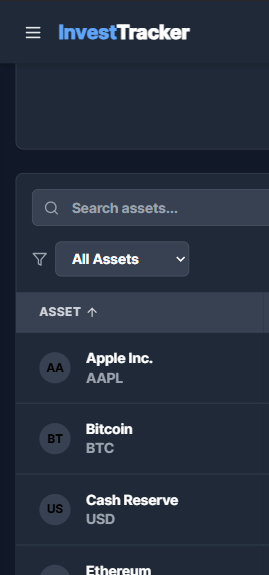 InvestTracker
Search assets...
All Assets
ASSET ↑
AA
Apple Inc.
AAPL
BT
Bitcoin
BTC
US
Cash Reserve
USD
Ethereum